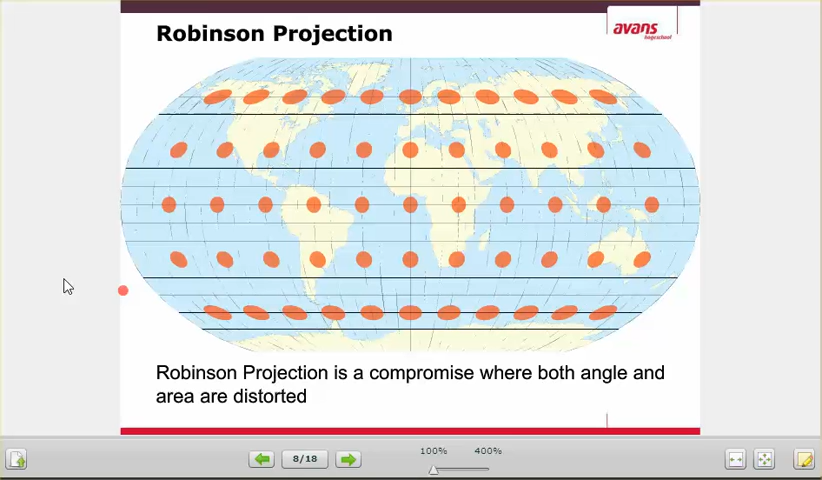 Robinson Projection
avans
hogeschool
Robinson Projection is a compromise where both angle and
area are distorted
8/18
100%
400%